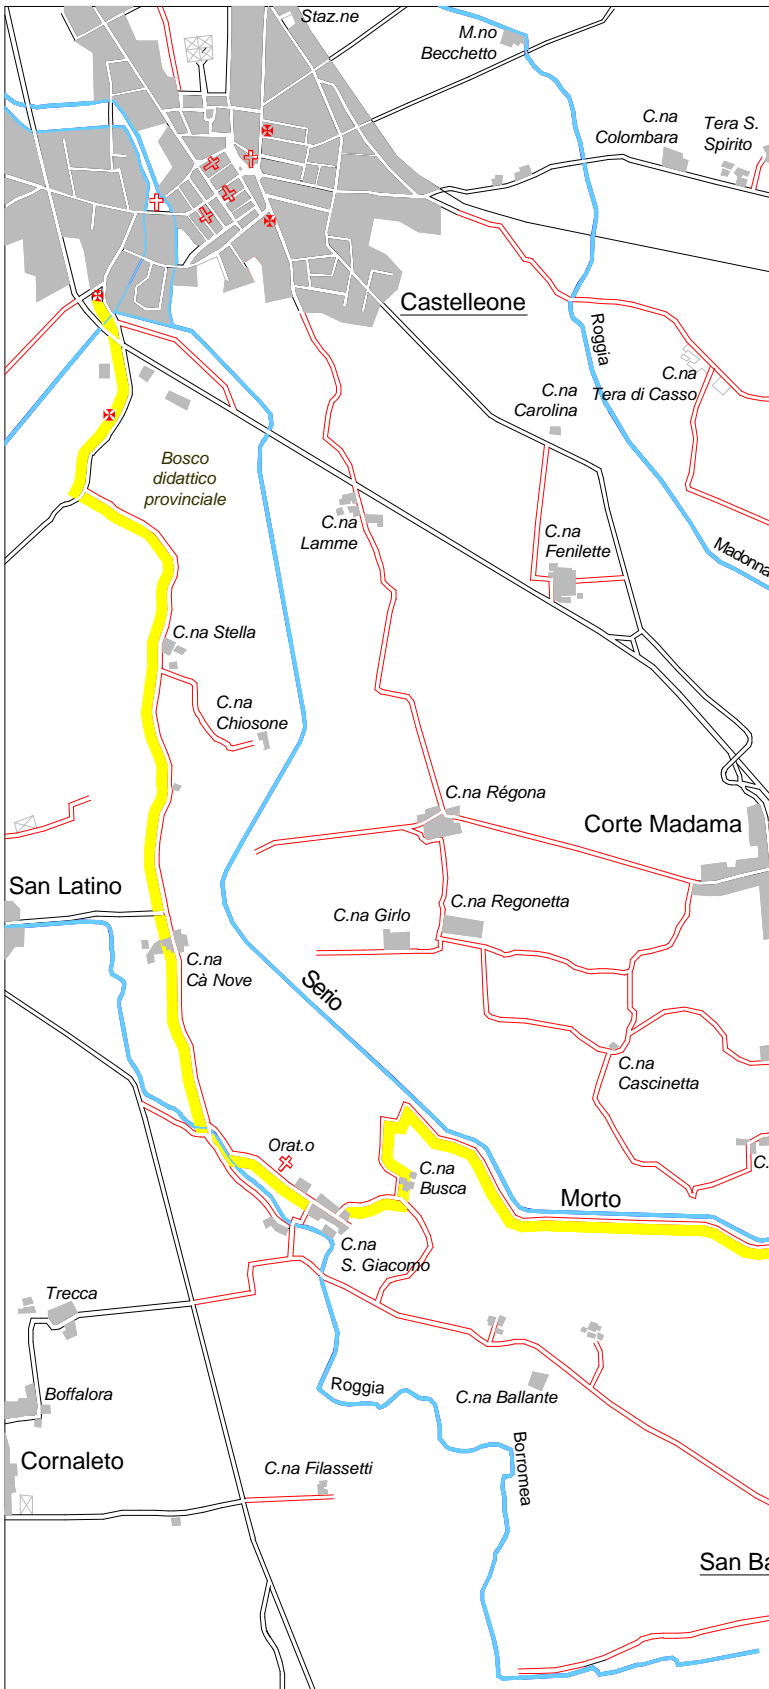 Staz.ne
M.no
Becchetto
C.na
Colombara
Tera S.
Spirito
Castelleone
Roggia
C.na
Tera di Casso
C.na
Carolina
Bosco
didattico
provinciale
C.na
Lamme
C.na
Fenilette
Madonna
C.na Stella
C.na
Chiosone
C.na Régona
Corte Madama
San Latino
C.na Girlo
C.na Regonetta
C.na
Cà Nove
Serio
C.na
Cascinetta
Orat.o
C.
C.na
Busca
Morto
C.na
S. Giacomo
Trecca
Roggia
Boffalora
C.na Ballante
Borromea
Cornaleto
C.na Filassetti
San Ba